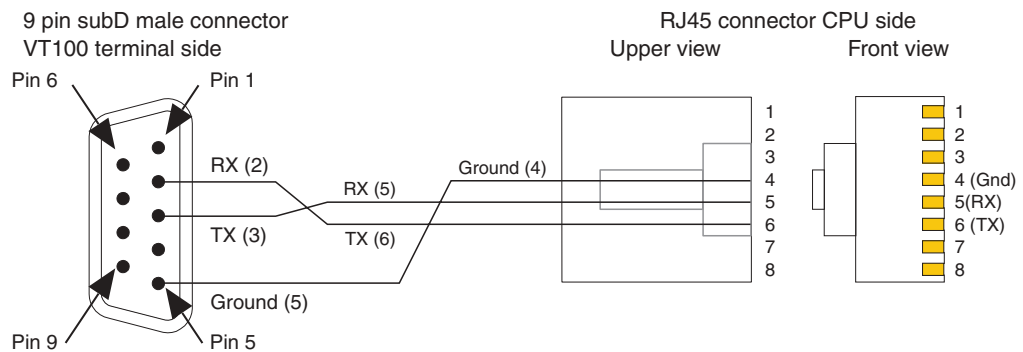 9 pin subD male connector
VT100 terminal side
Pin 6
Pin 1
RX (2)
TX (3)
Ground (5)
Pin 9
Pin 5
RX (5)
TX (6)
Ground (4)
RJ45 connector CPU side
Upper view
Front view
1
2
3
4
5
6
7
8
1
2
3
4 (Gnd)
5(RX)
6 (TX)
7
8